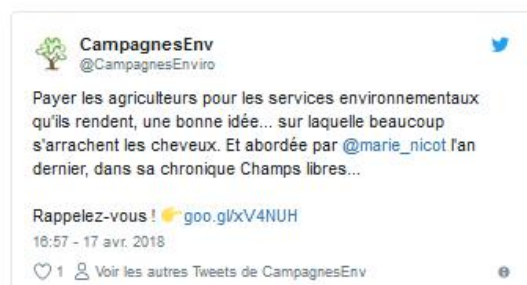 CampagnesEnv
@CampagnesEnviro
Payer les agriculteurs pour les services environnementaux
qu'ils rendent, une bonne idée... sur laquelle beaucoup
s'arrachent les cheveux. Et abordée par @marie_nicot l'an
dernier, dans sa chronique Champs libres...
Rappelez-vous ! 👉 goo.gl/xV4NUH
16:57 - 17 avr. 2018
1 Voir les autres Tweets de CampagnesEnv